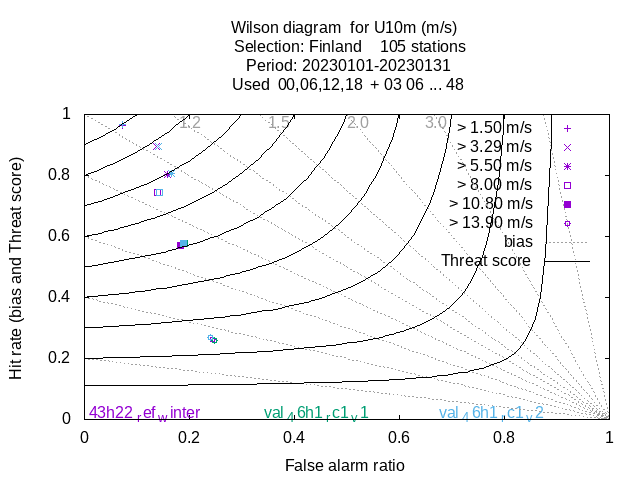 Wilson diagram for U10m (m/s)
Selection: Finland 105 stations
Period: 20230101-20230131
Used 00,06,12,18 + 03 06 ... 48
Hit rate (bias and Threat score)
1
0.8
0.6
0.4
0.2
0
1.2
1.5
2.0
3.0
> 1.50 m/s
> 3.29 m/s
> 5.50 m/s
> 8.00 m/s
> 10.80 m/s
> 13.90 m/s
bias
Threat score
43h22refwinter
val46h1rc1v1
val46h1rc1v2
0 0.2 0.4 0.6 0.8 1
False alarm ratio